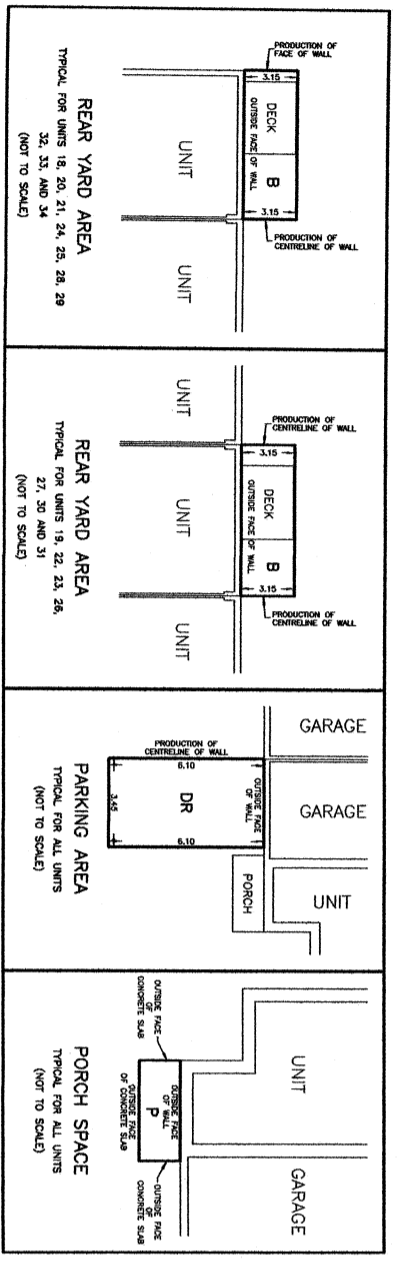 PRODUCTION OF
FACE OF WALL
3.15
DECK
OUTSIDE FACE OF WALL
B
3.15
PRODUCTION OF
CENTRELINE OF WALL
UNIT
UNIT
REAR YARD AREA
TYPICAL FOR UNITS 18, 20, 21, 24, 25, 28, 29
32, 33, AND 34
(NOT TO SCALE)
PRODUCTION OF
CENTRELINE OF WALL
3.15
DECK
OUTSIDE FACE OF WALL
B
3.15
PRODUCTION OF
CENTRELINE OF WALL
UNIT
UNIT
UNIT
REAR YARD AREA
TYPICAL FOR UNITS 19, 22, 23, 26,
27, 30 AND 31
(NOT TO SCALE)
GARAGE
GARAGE
UNIT
PRODUCTION OF
CENTRELINE OF WALL
6.10
OUTSIDE FACE
OF WALL
DR
3.45
6.10
PORCH
PARKING AREA
TYPICAL FOR ALL UNITS
(NOT TO SCALE)
UNIT
GARAGE
OUTSIDE FACE
OF
CONCRETE SLAB
OUTSIDE FACE
OF WALL
P
OUTSIDE FACE
OF CONCRETE SLAB
OUTSIDE FACE
OF
CONCRETE SLAB
PORCH SPACE
TYPICAL FOR ALL UNITS
(NOT TO SCALE)